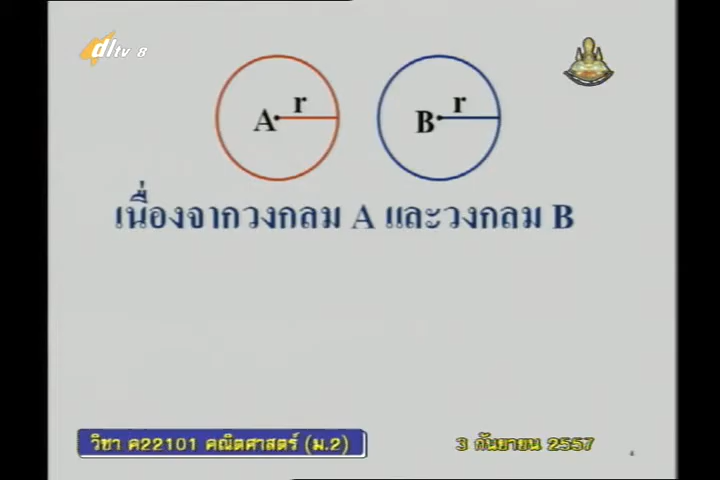 dltv 8
A r
B r
เนื่องจากวงกลม A และวงกลม B
วิชา ค22101 คณิตศาสตร์ (ม.2)
3 กันยายน 2557